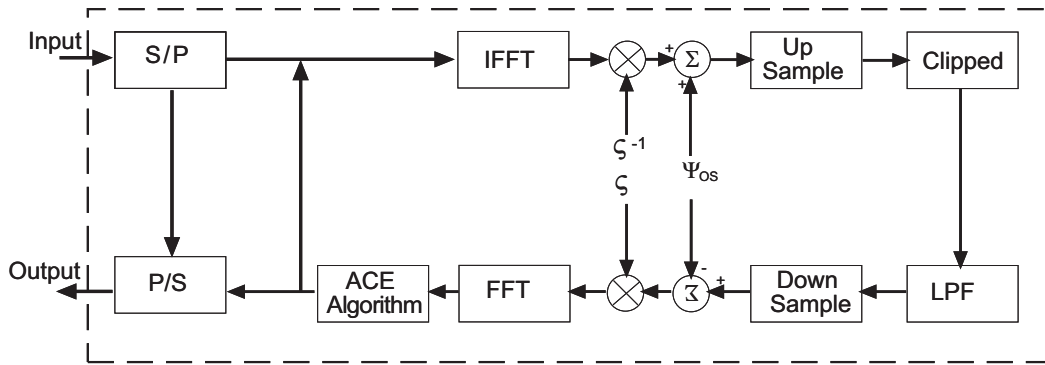 Input
S/P
IFFT
+
Σ
+
Up
Sample
Clipped
ς -1
ς
Ψos
Output
P/S
ACE
Algorithm
FFT
Σ
-
+
Down
Sample
LPF